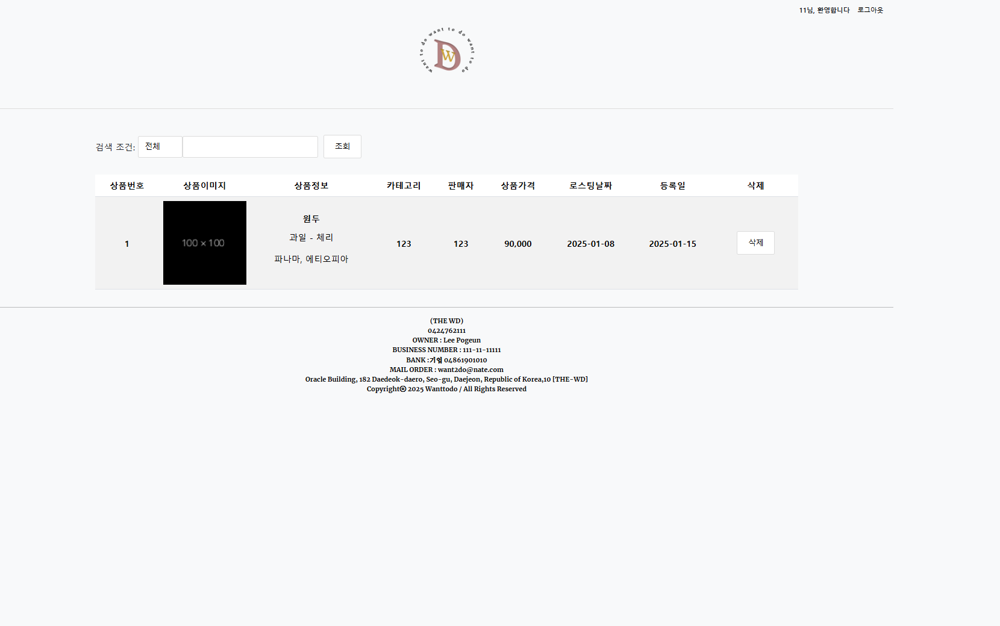 11님, 환영합니다 로그아웃
want to do want to do want to do
DW
검색 조건: 전체 조회
상품번호 상품이미지 상품정보 카테고리 판매자 상품가격 로스팅날짜 등록일 삭제
원두
과일 - 체리
1 100 × 100 123 123 90,000 2025-01-08 2025-01-15 삭제
파나마, 에티오피아
(THE WD)
0424762111
OWNER : Lee Pogeun
BUSINESS NUMBER : 111-11-11111
BANK :기업 04861901010
MAIL ORDER : want2do@nate.com
Oracle Building, 182 Daedeok-daero, Seo-gu, Daejeon, Republic of Korea,10 [THE-WD]
Copyrightⓒ 2025 Wanttodo / All Rights Reserved